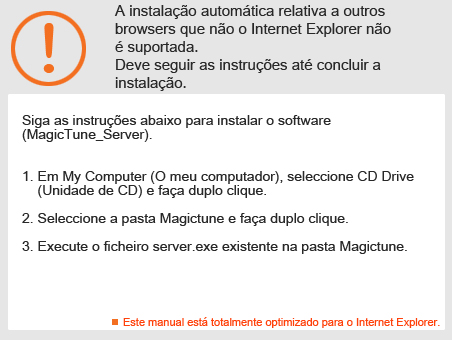 A instalação automática relativa a outros
browsers que não o Internet Explorer não
é suportada.
Deve seguir as instruções até concluir a
instalação.
Siga as instruções abaixo para instalar o software
(MagicTune_Server).
1. Em My Computer (O meu computador), seleccione CD Drive
(Unidade de CD) e faça duplo clique.
2. Seleccione a pasta Magictune e faça duplo clique.
3. Execute o ficheiro server.exe existente na pasta Magictune.
Este manual está totalmente optimizado para o Internet Explorer.